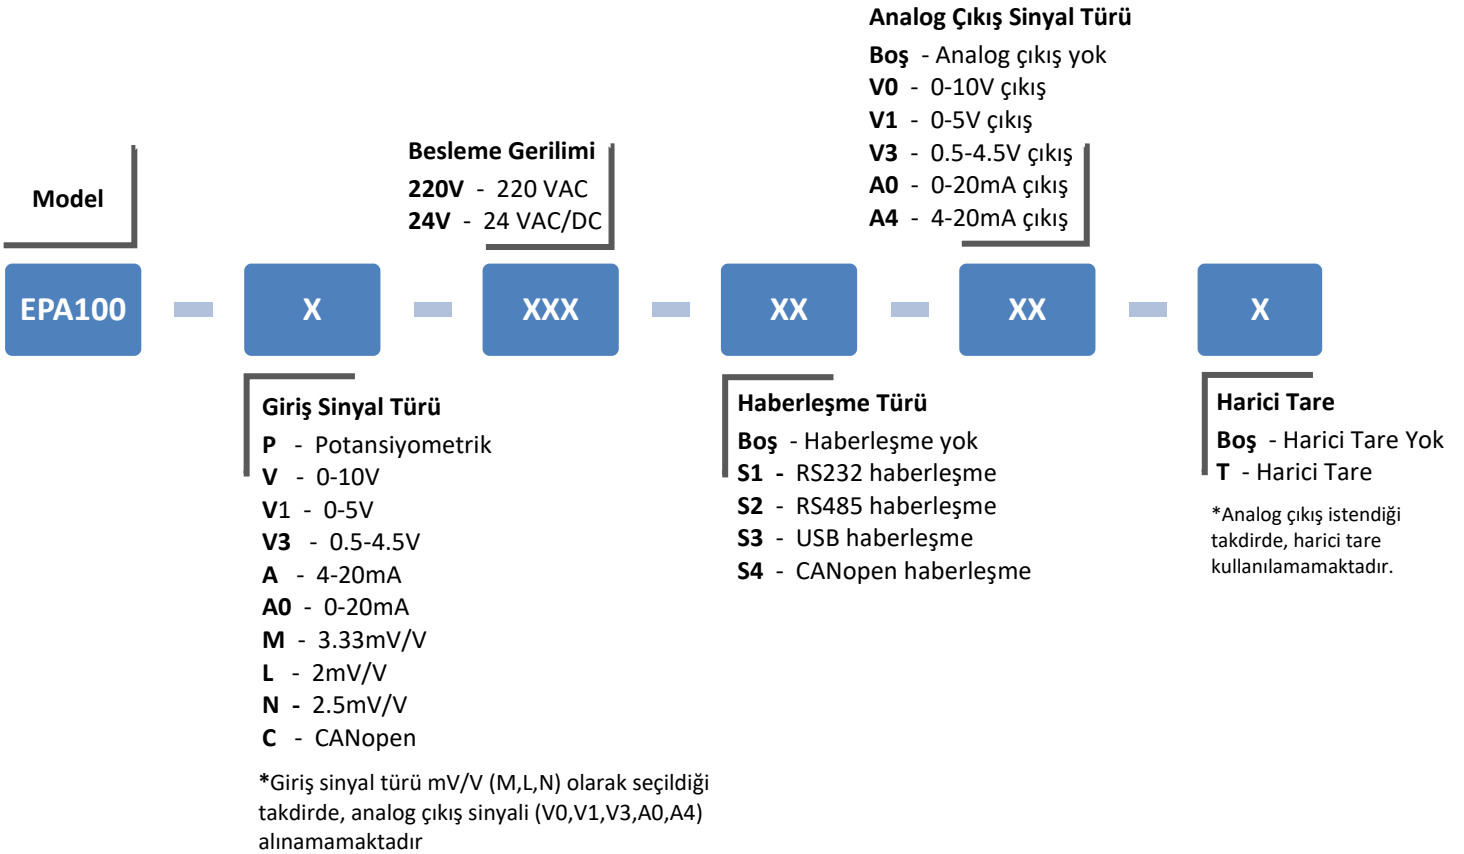 Analog Çıkış Sinyal Türü
Boş - Analog çıkış yok
V0 - 0-10V çıkış
V1 - 0-5V çıkış
V3 - 0.5-4.5V çıkış
A0 - 0-20mA çıkış
A4 - 4-20mA çıkış
Besleme Gerilimi
220V - 220 VAC
24V - 24 VAC/DC
Model
EPA100 - X - XXX - XX - XX - X
Giriş Sinyal Türü
P - Potansiyometrik
V - 0-10V
V1 - 0-5V
V3 - 0.5-4.5V
A - 4-20mA
A0 - 0-20mA
M - 3.33mV/V
L - 2mV/V
N - 2.5mV/V
C - CANopen
*Giriş sinyal türü mV/V (M,L,N) olarak seçildiği
takdirde, analog çıkış sinyali (V0,V1,V3,A0,A4)
alınamamaktadır
Haberleşme Türü
Boş - Haberleşme yok
S1 - RS232 haberleşme
S2 - RS485 haberleşme
S3 - USB haberleşme
S4 - CANopen haberleşme
Harici Tare
Boş - Harici Tare Yok
T - Harici Tare
*Analog çıkış istendiği
takdirde, harici tare
kullanılamamaktadır.